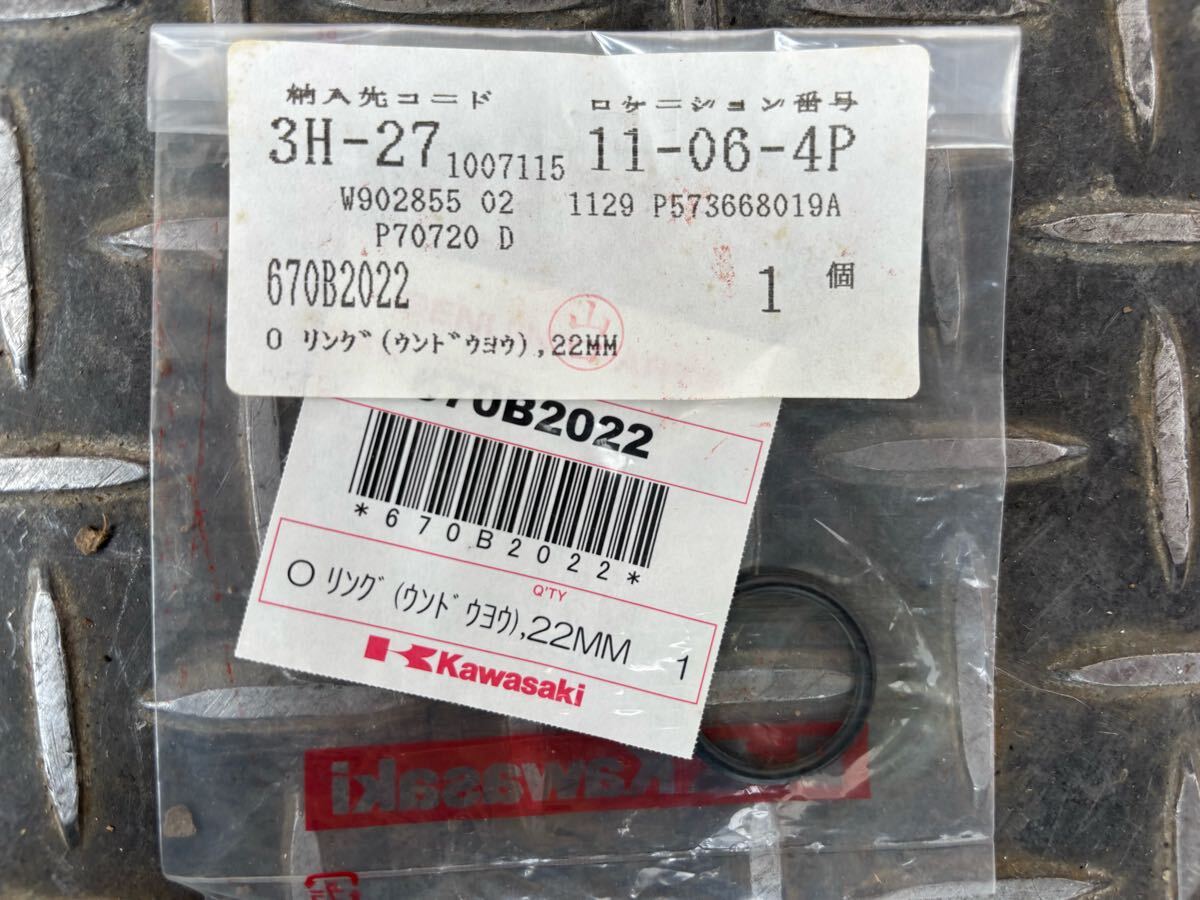 納入先コード ロケーション番号
3H-27 1007115 11-06-4P
W902855 02 1129 P573668019A
P70720 D
670B2022 1 個
O リング(ウンドウヨウ),22MM
670B2022
*670B2022*
Q'TY
O リング(ウンドウヨウ),22MM 1
Kawasaki
Kawasaki